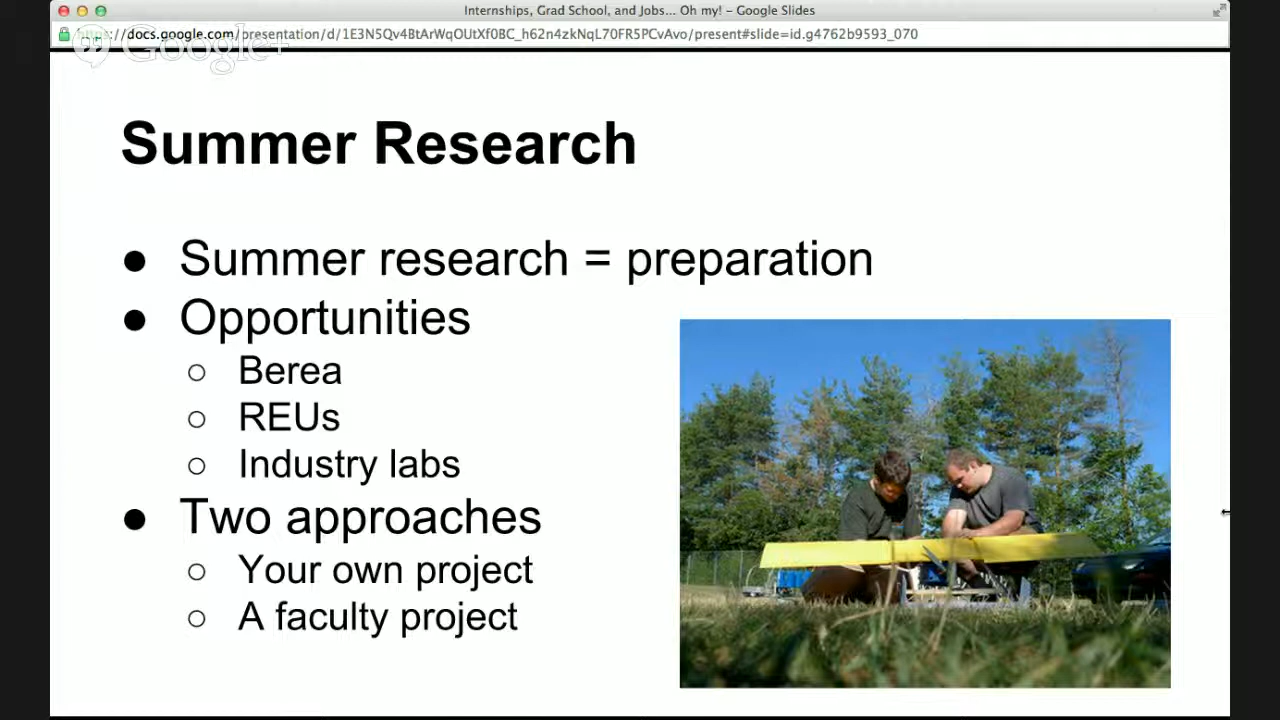 Internships, Grad School, and Jobs... Oh my! – Google Slides
https://docs.google.com/presentation/d/1E3N5Qv4BtArWqOUtXf0BC_h62n4zkNqL70FR5PCvAvo/present#slide=id.g4762b9593_070
Google+
Summer Research
● Summer research = preparation
● Opportunities
○ Berea
○ REUs
○ Industry labs
● Two approaches
○ Your own project
○ A faculty project